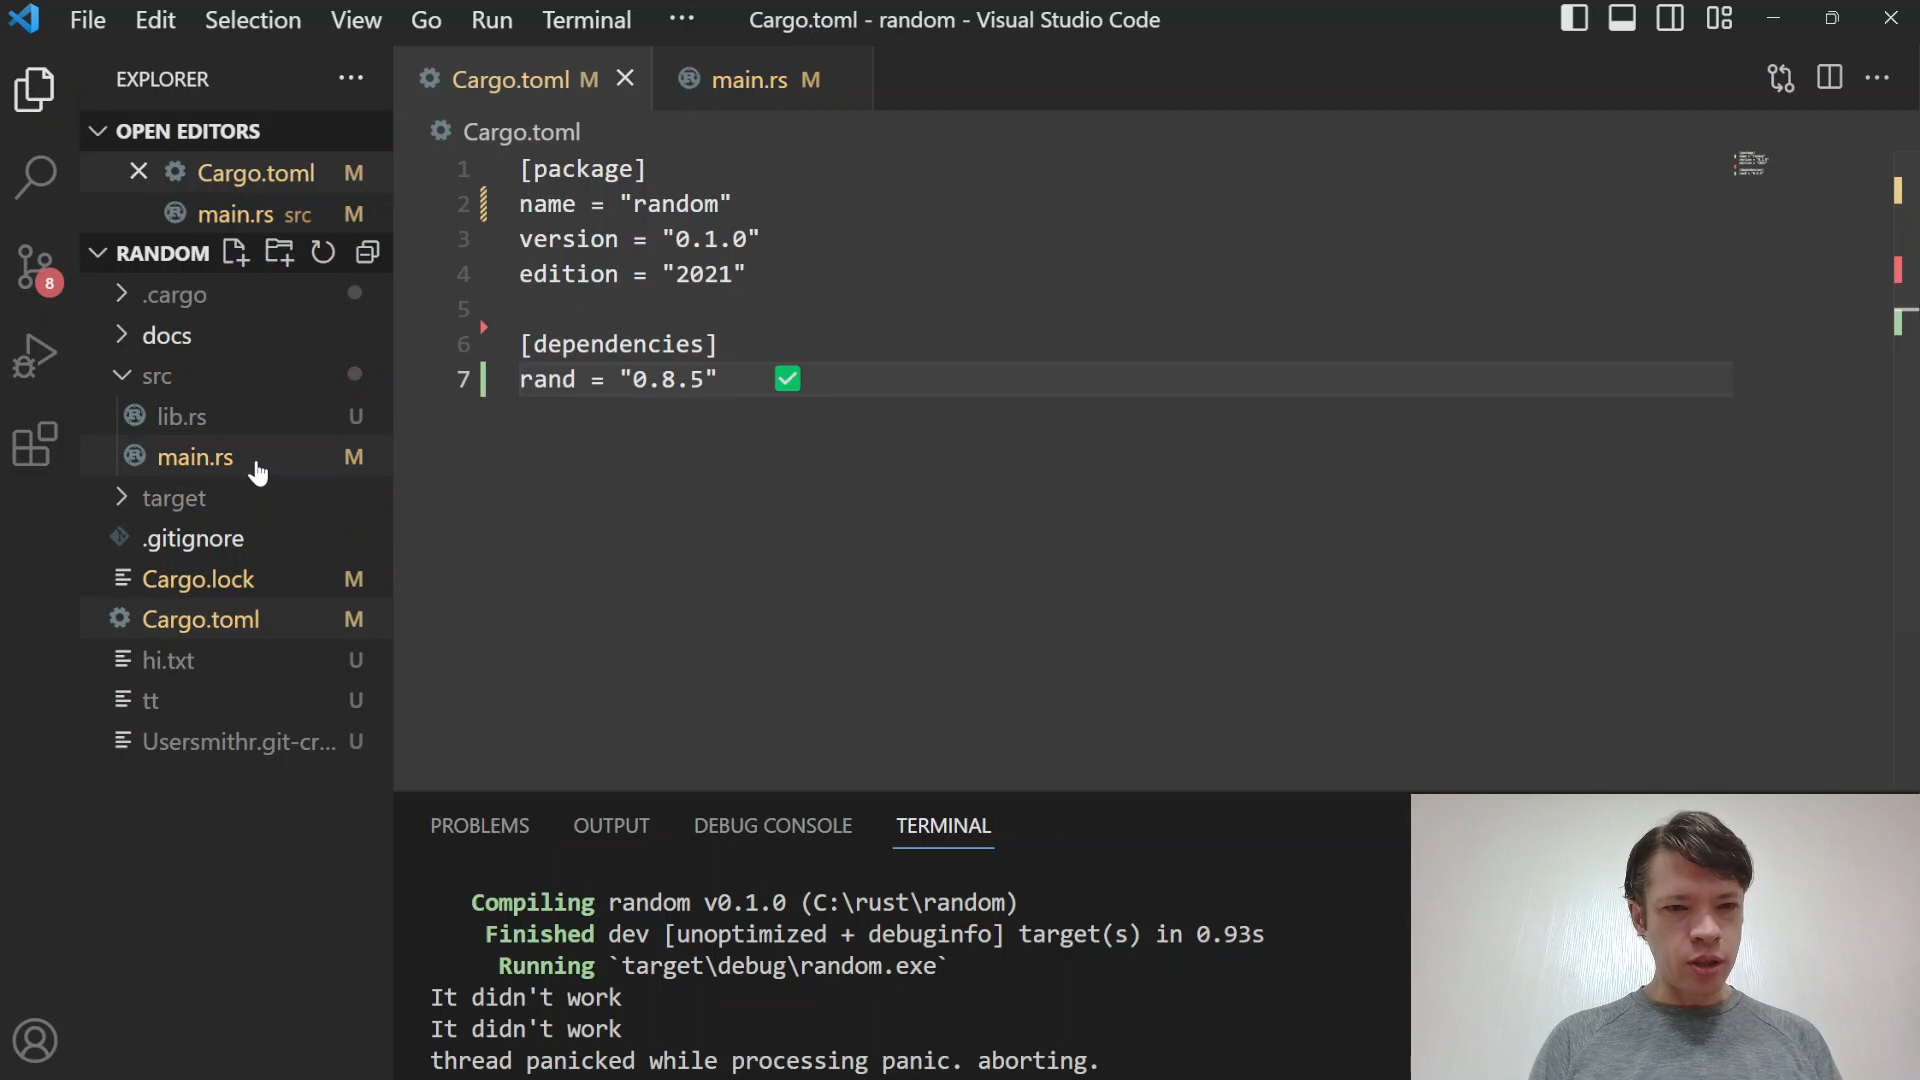 File Edit Selection View Go Run Terminal ··· Cargo.toml - random - Visual Studio Code
EXPLORER ···
OPEN EDITORS
Cargo.toml M
main.rs src M
RANDOM
.cargo
docs
src
lib.rs U
main.rs M
target
.gitignore
Cargo.lock M
Cargo.toml M
hi.txt U
tt U
Usersmithr.git-cr... U
8
Cargo.toml M
main.rs M
Cargo.toml
1 [package]
2 name = "random"
3 version = "0.1.0"
4 edition = "2021"
5
6 [dependencies]
7 rand = "0.8.5" ✅
PROBLEMS OUTPUT DEBUG CONSOLE TERMINAL
Compiling random v0.1.0 (C:\rust\random)
Finished dev [unoptimized + debuginfo] target(s) in 0.93s
Running `target\debug\random.exe`
It didn't work
It didn't work
thread panicked while processing panic. aborting.